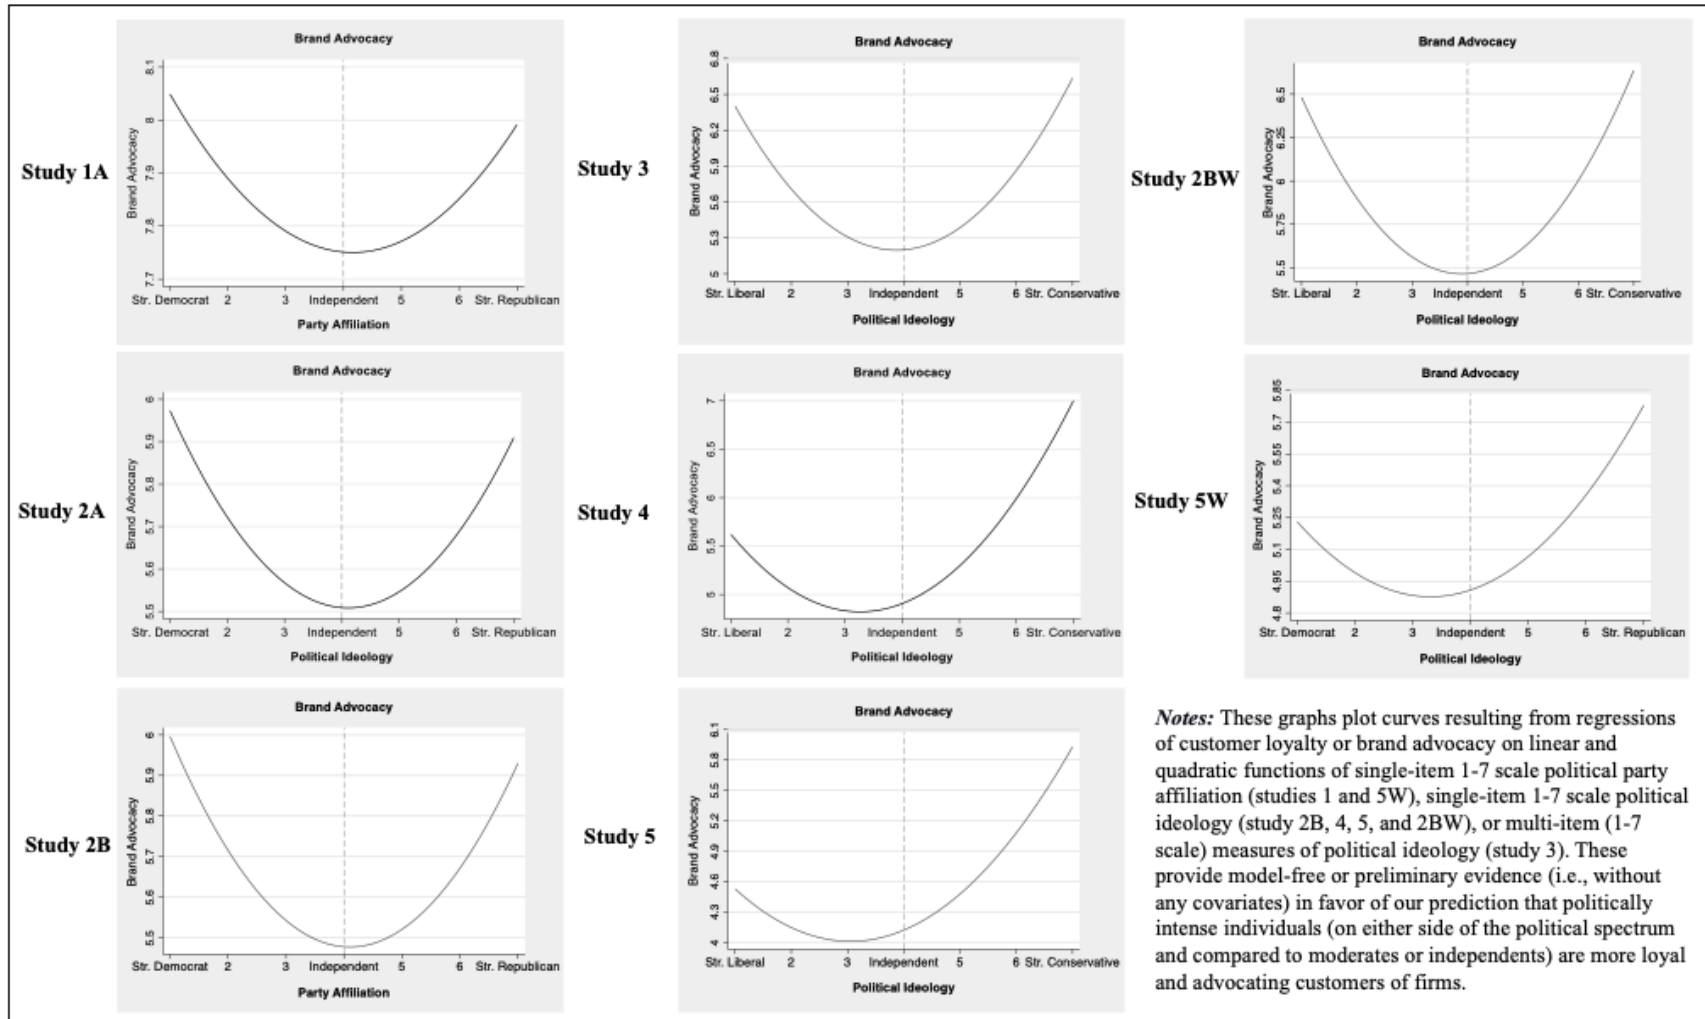 Study 1A
Brand Advocacy
Brand Advocacy
8.1
8
7.9
7.8
7.7
Str. Democrat 2 3 Independent 5 6 Str. Republican
Party Affiliation
Study 2A
Brand Advocacy
Brand Advocacy
6
5.9
5.8
5.7
5.6
5.5
Str. Democrat 2 3 Independent 5 6 Str. Republican
Political Ideology
Study 2B
Brand Advocacy
Brand Advocacy
6
5.9
5.8
5.7
5.6
5.5
Str. Democrat 2 3 Independent 5 6 Str. Republican
Party Affiliation
Study 3
Brand Advocacy
Brand Advocacy
6.8
6.5
6.2
5.9
5.6
5.3
5
Str. Liberal 2 3 Independent 5 6 Str. Conservative
Political Ideology
Study 4
Brand Advocacy
Brand Advocacy
7
6.5
6
5.5
5
Str. Liberal 2 3 Independent 5 6 Str. Conservative
Political Ideology
Study 5
Brand Advocacy
Brand Advocacy
6.1
5.8
5.5
5.2
4.9
4.6
4.3
4
Str. Liberal 2 3 Independent 5 6 Str. Conservative
Political Ideology
Study 2BW
Brand Advocacy
Brand Advocacy
6.5
6.25
6
5.75
5.5
Str. Liberal 2 3 Independent 5 6 Str. Conservative
Political Ideology
Study 5W
Brand Advocacy
Brand Advocacy
5.85
5.7
5.55
5.4
5.25
5.1
4.95
4.8
Str. Democrat 2 3 Independent 5 6 Str. Republican
Political Ideology
Notes: These graphs plot curves resulting from regressions
of customer loyalty or brand advocacy on linear and
quadratic functions of single-item 1-7 scale political party
affiliation (studies 1 and 5W), single-item 1-7 scale political
ideology (study 2B, 4, 5, and 2BW), or multi-item (1-7
scale) measures of political ideology (study 3). These
provide model-free or preliminary evidence (i.e., without
any covariates) in favor of our prediction that politically
intense individuals (on either side of the political spectrum
and compared to moderates or independents) are more loyal
and advocating customers of firms.